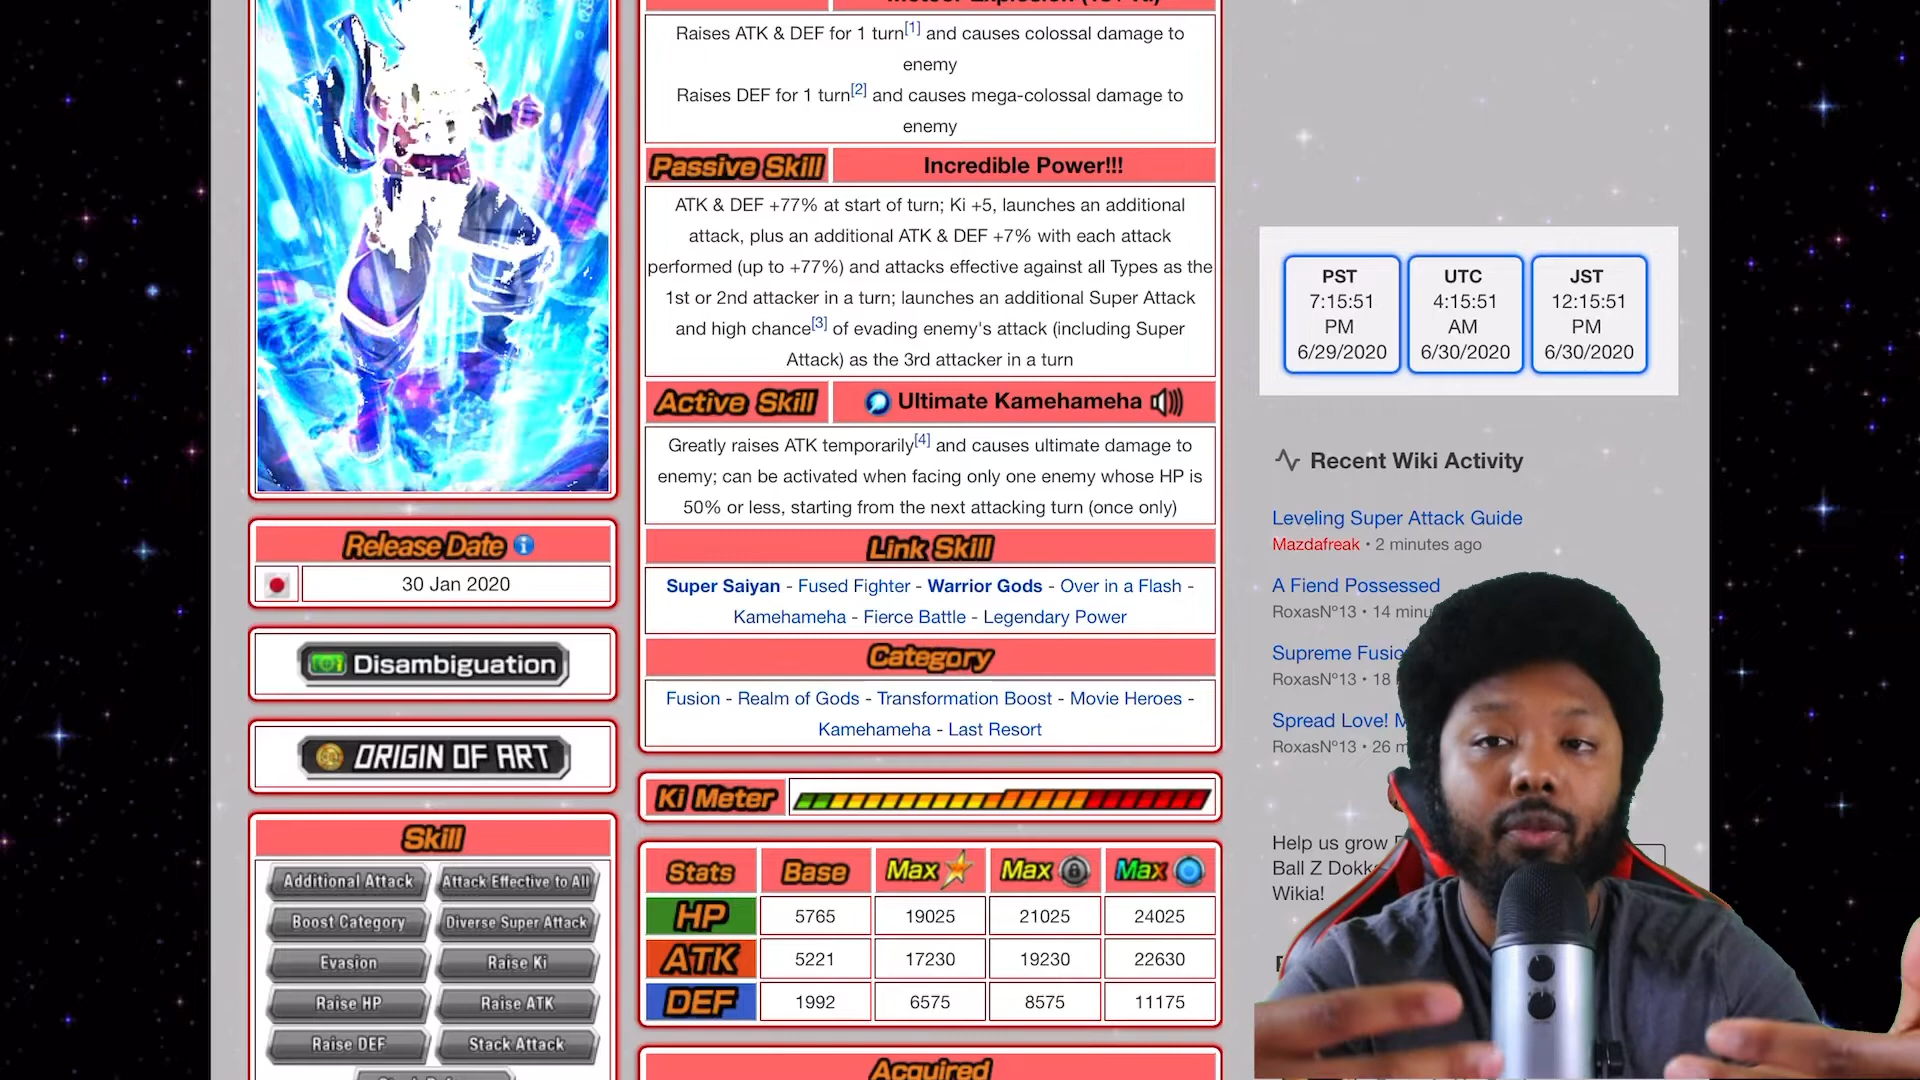 Meteor Explosion (18+ Ki)
Raises ATK & DEF for 1 turn[1] and causes colossal damage to
enemy
Raises DEF for 1 turn[2] and causes mega-colossal damage to
enemy
Passive Skill
Incredible Power!!!
ATK & DEF +77% at start of turn; Ki +5, launches an additional
attack, plus an additional ATK & DEF +7% with each attack
performed (up to +77%) and attacks effective against all Types as the
1st or 2nd attacker in a turn; launches an additional Super Attack
and high chance[3] of evading enemy's attack (including Super
Attack) as the 3rd attacker in a turn
Active Skill
Ultimate Kamehameha
Greatly raises ATK temporarily[4] and causes ultimate damage to
enemy; can be activated when facing only one enemy whose HP is
50% or less, starting from the next attacking turn (once only)
Link Skill
Super Saiyan - Fused Fighter - Warrior Gods - Over in a Flash -
Kamehameha - Fierce Battle - Legendary Power
Category
Fusion - Realm of Gods - Transformation Boost - Movie Heroes -
Kamehameha - Last Resort
Ki Meter
Stats Base Max Max Max
HP 5765 19025 21025 24025
ATK 5221 17230 19230 22630
DEF 1992 6575 8575 11175
Acquired
Release Date
30 Jan 2020
Disambiguation
ORIGIN OF ART
Skill
Additional Attack Attack Effective to All
Boost Category Diverse Super Attack
Evasion Raise Ki
Raise HP Raise ATK
Raise DEF Stack Attack
PST
7:15:51
PM
6/29/2020
UTC
4:15:51
AM
6/30/2020
JST
12:15:51
PM
6/30/2020
Recent Wiki Activity
Leveling Super Attack Guide
Mazdafreak • 2 minutes ago
A Fiend Possessed
RoxasNº13 • 14 minu
Supreme Fusio
RoxasNº13 • 18
Spread Love!
RoxasNº13 • 26 m
Help us grow
Ball Z Dokk
Wikia!